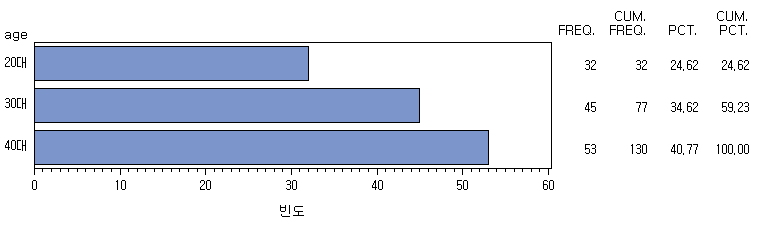 CUM. CUM.
FREQ. FREQ. PCT. PCT.
age
20대 32 32 24.62 24.62
30대 45 77 34.62 59.23
40대 53 130 40.77 100.00
0 10 20 30 40 50 60
빈도